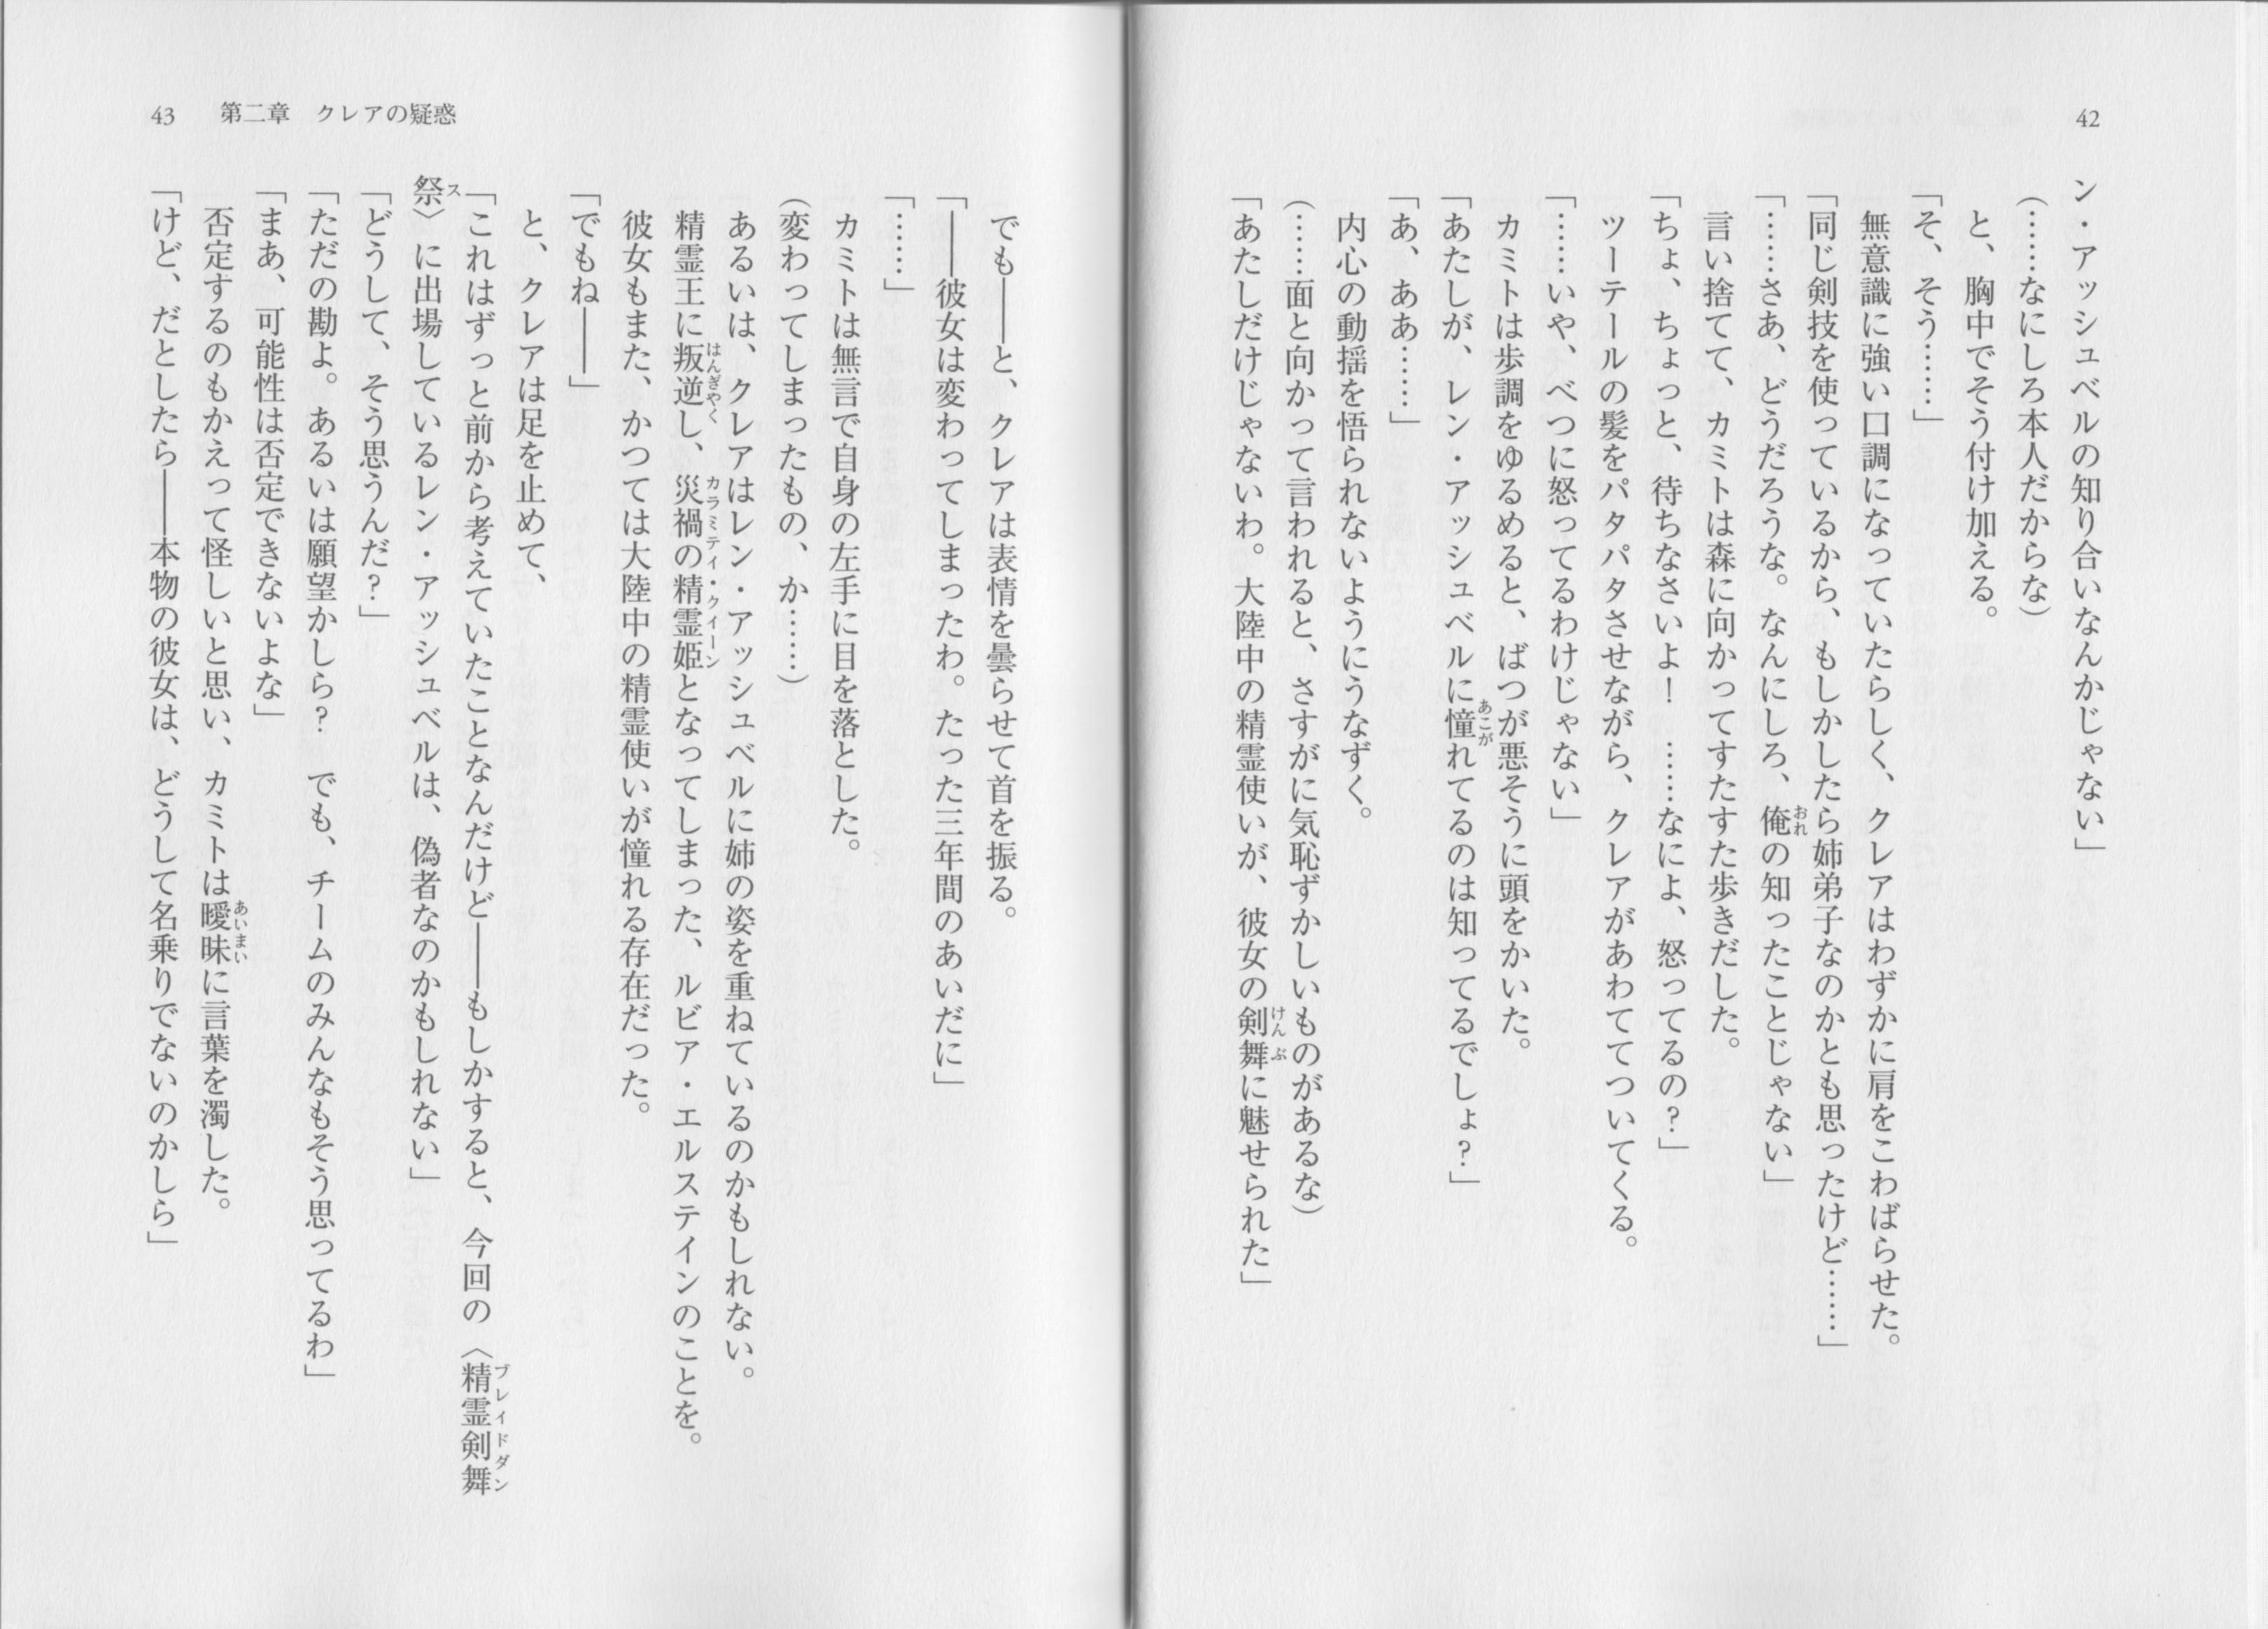 42
ン・アッシュベルの知り合いなんかじゃない」
(……なにしろ本人だからな)
と、胸中でそう付け加える。
「そ、そう……」
無意識に強い口調になっていたらしく、クレアはわずかに肩をこわばらせた。
「同じ剣技を使っているから、もしかしたら姉弟子なのかとも思ったけど……」
「……さあ、どうだろうな。なんにしろ、俺の知ったことじゃない」
おれ
言い捨てて、カミトは森に向かってすたすた歩きだした。
「ちょ、ちょっと、待ちなさいよ！　……なによ、怒ってるの？」
ツーテールの髪をパタパタさせながら、クレアがあわててついてくる。
「……いや、べつに怒ってるわけじゃない」
カミトは歩調をゆるめると、ばつが悪そうに頭をかいた。
「あたしが、レン・アッシュベルに憧れてるのは知ってるでしょ？」
あこが
「あ、ああ……」
内心の動揺を悟られないようにうなずく。
(……面と向かって言われると、さすがに気恥ずかしいものがあるな)
「あたしだけじゃないわ。大陸中の精霊使いが、彼女の剣舞に魅せられた」
けんぶ
でも――と、クレアは表情を曇らせて首を振る。
「――彼女は変わってしまったわ。たった三年間のあいだに」
「……」
カミトは無言で自身の左手に目を落とした。
(変わってしまったもの、か……)
あるいは、クレアはレン・アッシュベルに姉の姿を重ねているのかもしれない。
精霊王に叛逆し、災禍の精霊姫となってしまった、ルビア・エルステインのことを。
はんぎゃく
カラミティ・クイーン
彼女もまた、かつては大陸中の精霊使いが憧れる存在だった。
「でもね――」
と、クレアは足を止めて、
「これはずっと前から考えていたことなんだけど――もしかすると、今回の〈精霊剣舞
ブレイドダン
祭〉に出場しているレン・アッシュベルは、偽者なのかもしれない」
ス
「どうして、そう思うんだ？」
「ただの勘よ。あるいは願望かしら？　でも、チームのみんなもそう思ってるわ」
「まあ、可能性は否定できないよな」
否定するのもかえって怪しいと思い、カミトは曖昧に言葉を濁した。
あいまい
「けど、だとしたら――本物の彼女は、どうして名乗りでないのかしら」
43　第二章　クレアの疑惑